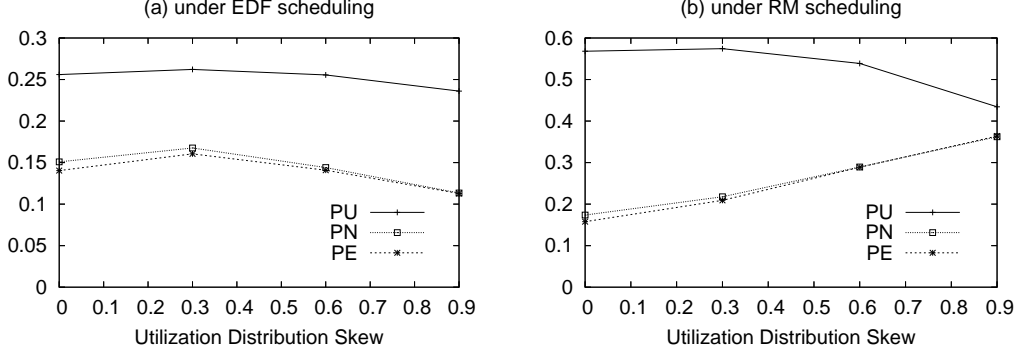 (a) under EDF scheduling
0.3
0.25
0.2
0.15
0.1
0.05
0
PU
PN
PE
0 0.1 0.2 0.3 0.4 0.5 0.6 0.7 0.8 0.9
Utilization Distribution Skew
(b) under RM scheduling
0.6
0.5
0.4
0.3
0.2
0.1
0
PU
PN
PE
0 0.1 0.2 0.3 0.4 0.5 0.6 0.7 0.8 0.9
Utilization Distribution Skew